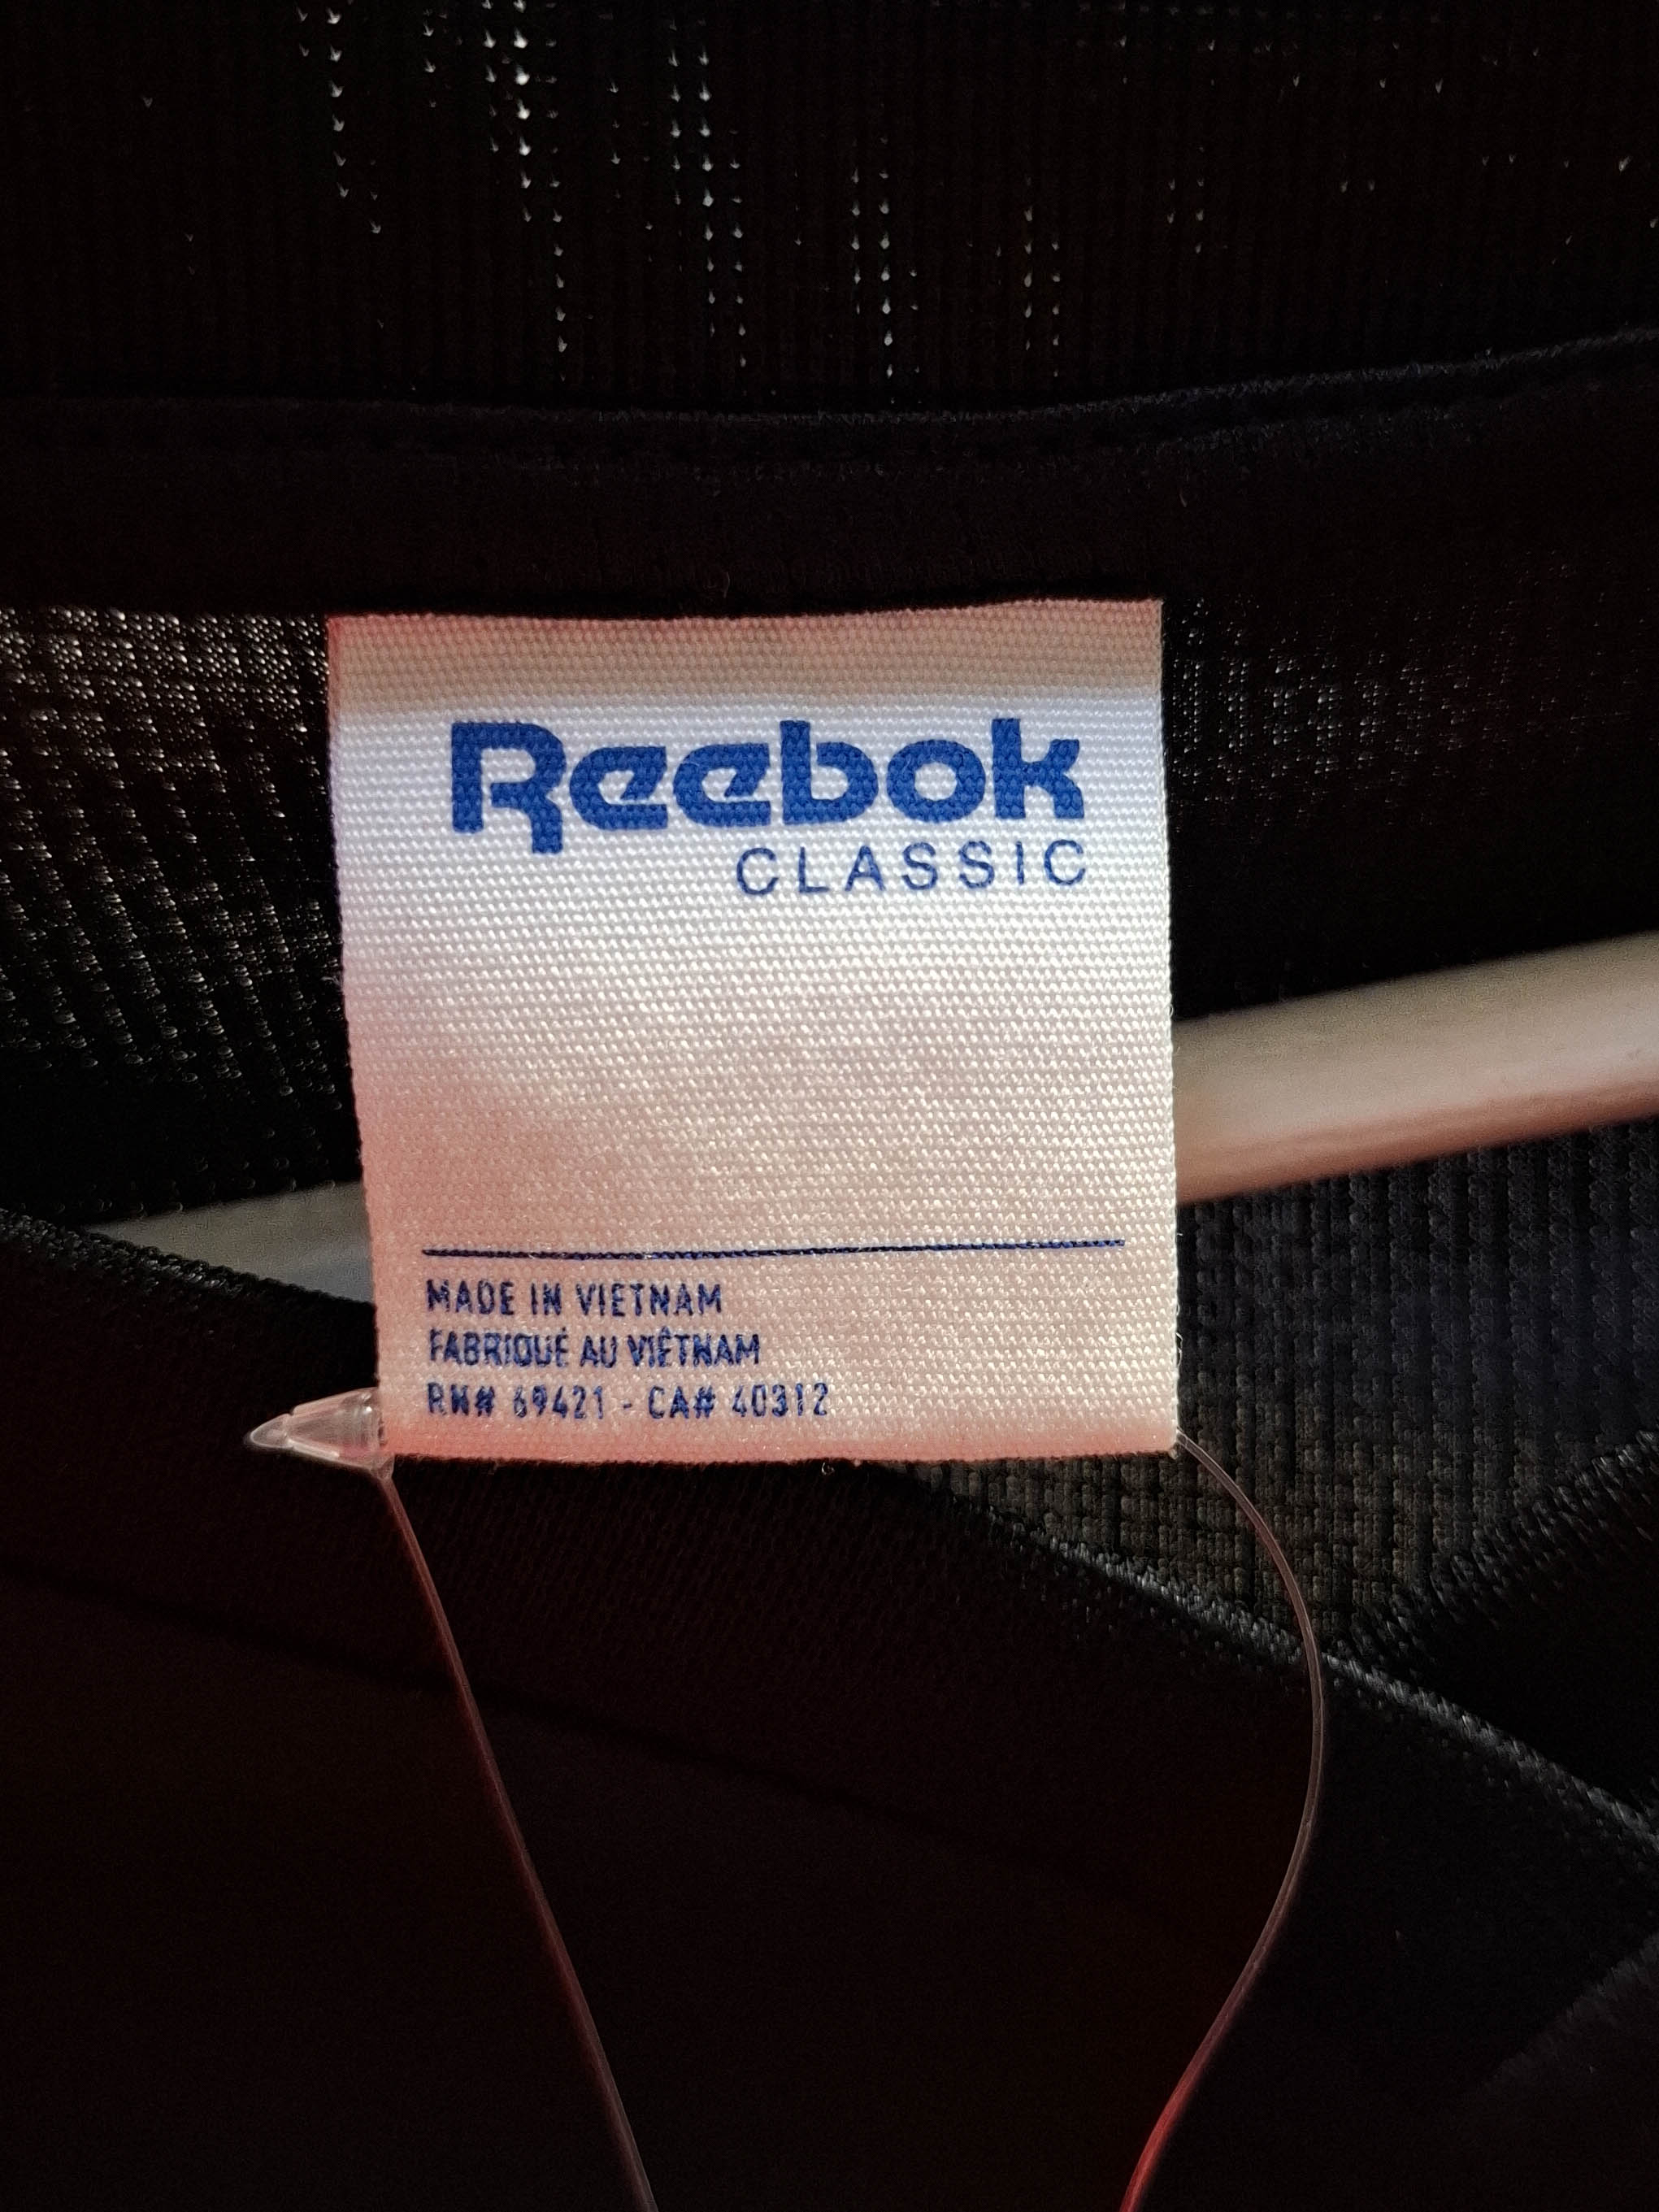 Reebok
CLASSIC
MADE IN VIETNAM
FABRIQUÉ AU VIÊTNAM
RN# 69421 - CA# 40312